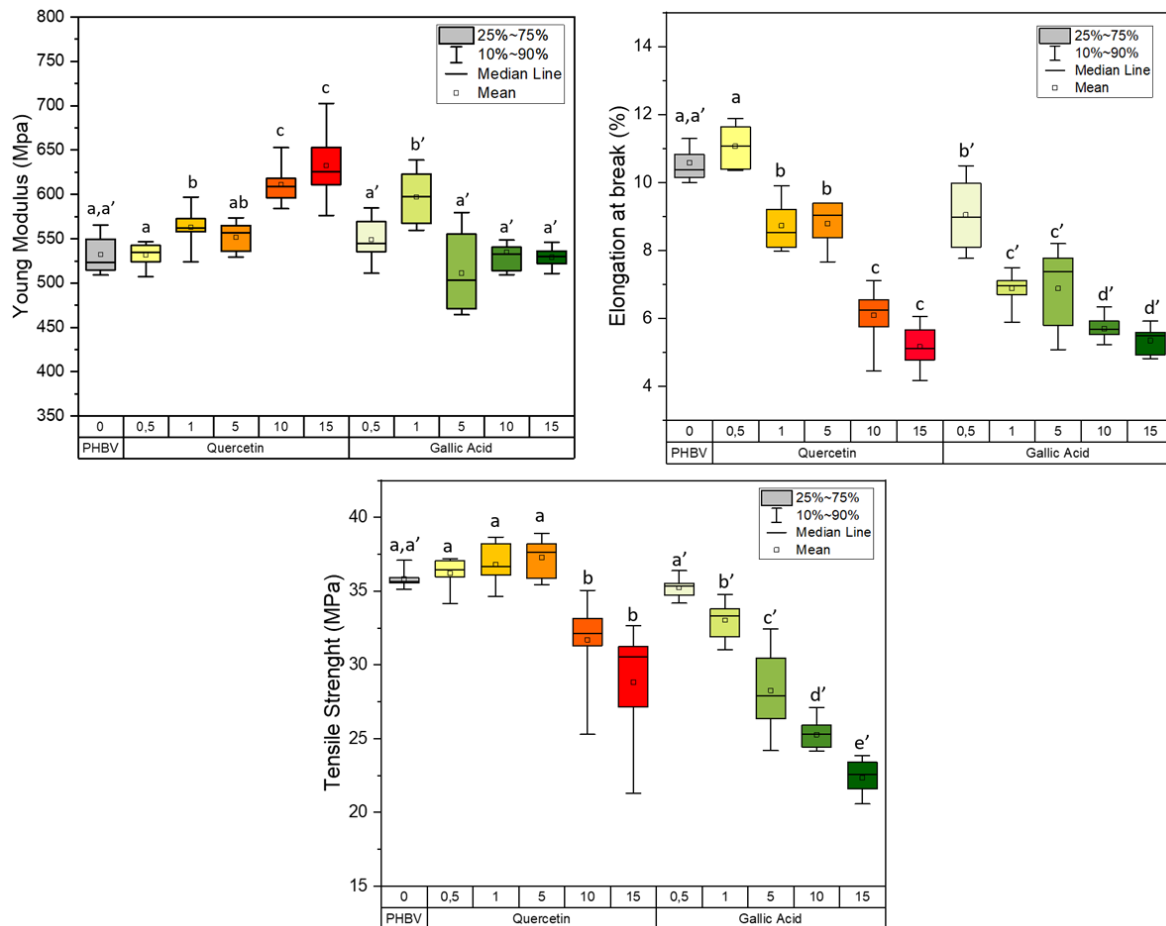 800
750
700
650
600
550
500
450
400
350
Young Modulus (Mpa)
25%~75%
10%~90%
Median Line
Mean
a,a’
a
b
ab
c
c
a’
b’
a’
a’
a’
0 0,5 1 5 10 15 0,5 1 5 10 15
PHBV Quercetin Gallic Acid
14
12
10
8
6
4
Elongation at break (%)
25%~75%
10%~90%
Median Line
Mean
a,a’
a
b
b
c
c
b’
c’
c’
d’
d’
0 0,5 1 5 10 15 0,5 1 5 10 15
PHBV Quercetin Gallic Acid
40
35
30
25
20
15
Tensile Strenght (MPa)
25%~75%
10%~90%
Median Line
Mean
a,a’
a
a
a
b
b
a’
b’
c’
d’
e’
0 0,5 1 5 10 15 0,5 1 5 10 15
PHBV Quercetin Gallic Acid